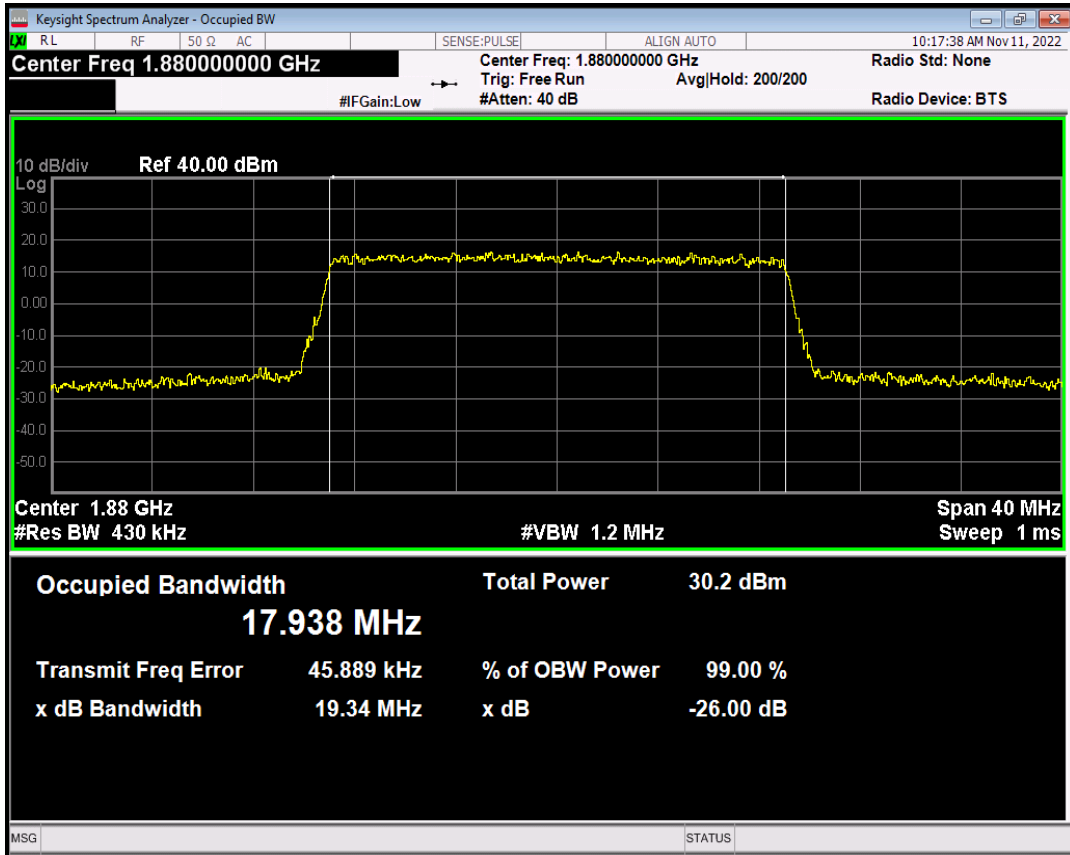 Keysight Spectrum Analyzer - Occupied BW
LXI RL RF 50 Ω AC SENSE:PULSE ALIGN AUTO 10:17:38 AM Nov 11, 2022
Center Freq 1.880000000 GHz Center Freq: 1.880000000 GHz Radio Std: None
Trig: Free Run Avg|Hold: 200/200
#IFGain:Low #Atten: 40 dB Radio Device: BTS
10 dB/div Ref 40.00 dBm
Log
30.0
20.0
10.0
0.00
-10.0
-20.0
-30.0
-40.0
-50.0
Center 1.88 GHz Span 40 MHz
#Res BW 430 kHz #VBW 1.2 MHz Sweep 1 ms
Occupied Bandwidth Total Power 30.2 dBm
17.938 MHz
Transmit Freq Error 45.889 kHz % of OBW Power 99.00 %
x dB Bandwidth 19.34 MHz x dB -26.00 dB
MSG STATUS